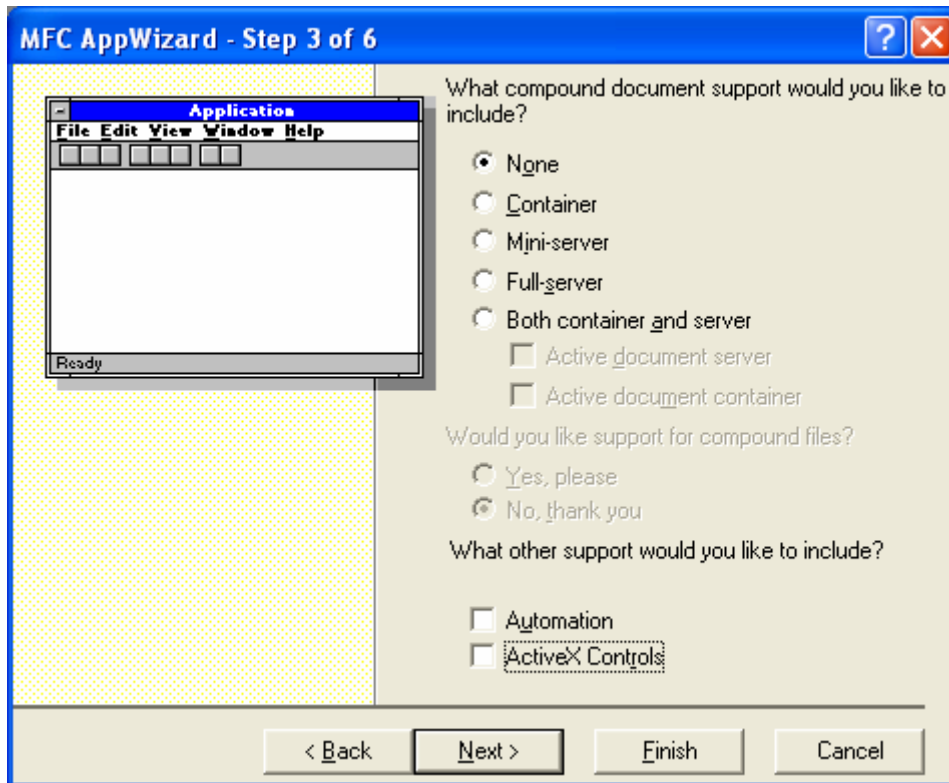 MFC AppWizard - Step 3 of 6
Application
File Edit View Window Help
Ready
What compound document support would you like to
include?
None
Container
Mini-server
Full-server
Both container and server
Active document server
Active document container
Would you like support for compound files?
Yes, please
No, thank you
What other support would you like to include?
Automation
ActiveX Controls
< Back Next > Finish Cancel